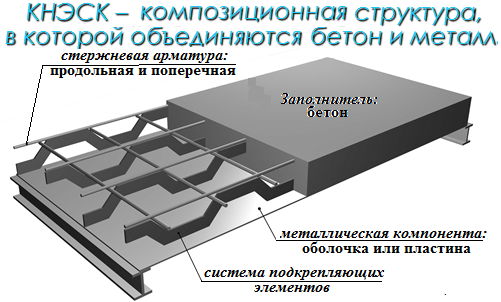 КНЭСК – композиционная структура,
в которой объединяются бетон и металл.
стержневая арматура:
продольная и поперечная
Заполнитель:
бетон
металлическая компонента:
оболочка или пластина
система подкрепляющих
элементов